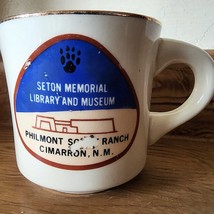 SETON MEMORIAL
LIBRARY AND MUSEUM
PHILMONT RANCH
CIMARRON, N.M.